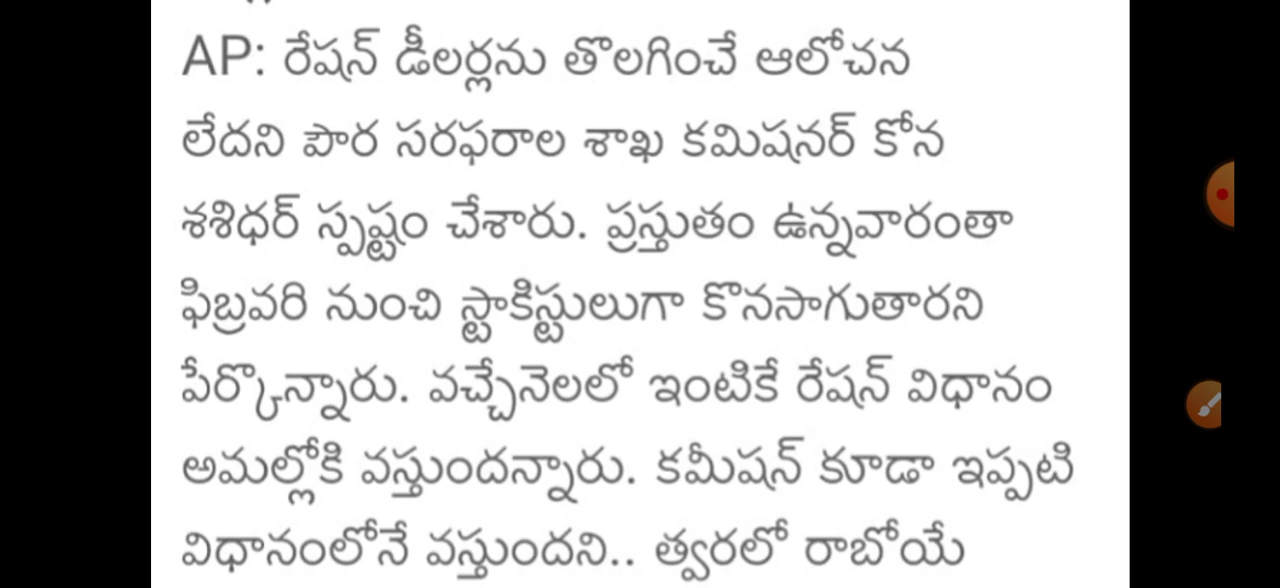 AP: రేషన్ డీలర్లను తొలగించే ఆలోచన
లేదని పౌర సరఫరాల శాఖ కమిషనర్ కోన
శశిధర్ స్పష్టం చేశారు. ప్రస్తుతం ఉన్నవారంతా
ఫిబ్రవరి నుంచి స్టాకిస్టులుగా కొనసాగుతారని
పేర్కొన్నారు. వచ్చేనెలలో ఇంటికే రేషన్ విధానం
అమల్లోకి వస్తుందన్నారు. కమీషన్ కూడా ఇప్పటి
విధానంలోనే వస్తుందని.. త్వరలో రాబోయే